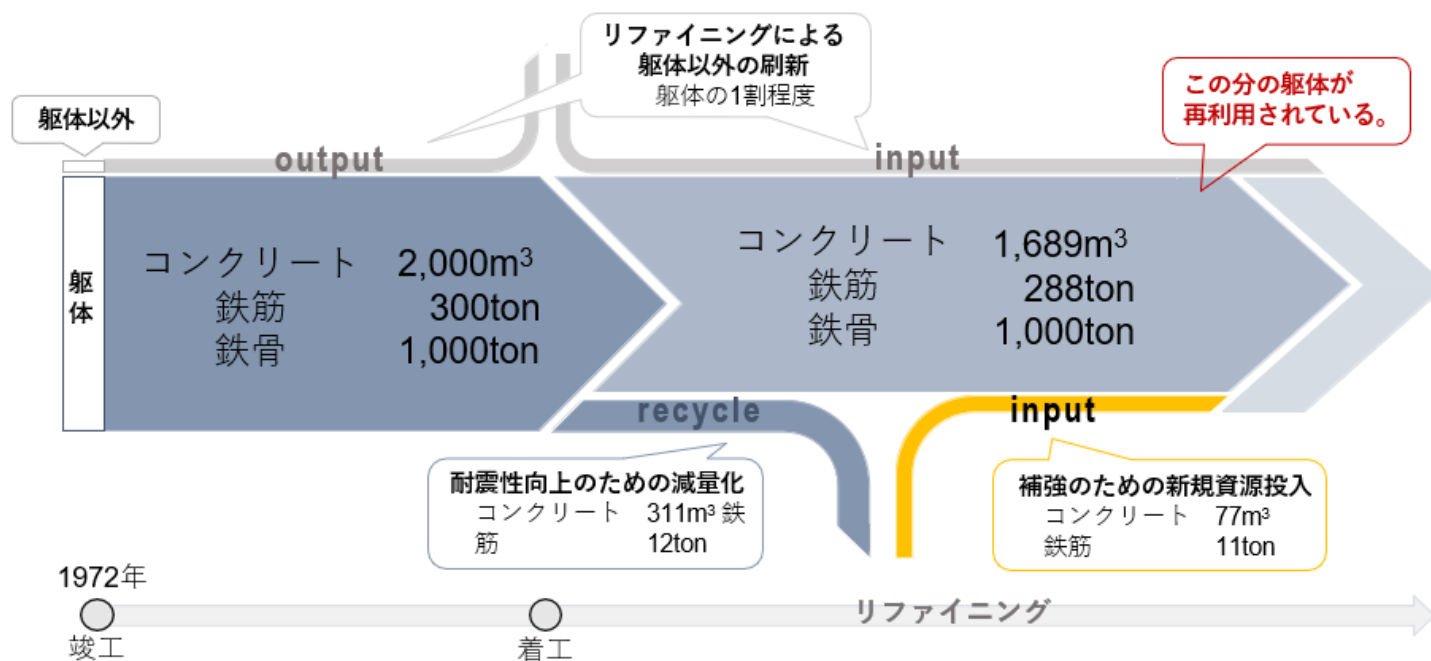 リファイニングによる
躯体以外の刷新
躯体の1割程度
この分の躯体が
再利用されている。
躯体以外
output
input
躯体
コンクリート 2,000m³
鉄筋 300ton
鉄骨 1,000ton
コンクリート 1,689m³
鉄筋 288ton
鉄骨 1,000ton
recycle
input
耐震性向上のための減量化
コンクリート 311m³ 鉄
筋 12ton
補強のための新規資源投入
コンクリート 77m³
鉄筋 11ton
1972年
リファイニング
竣工
着工